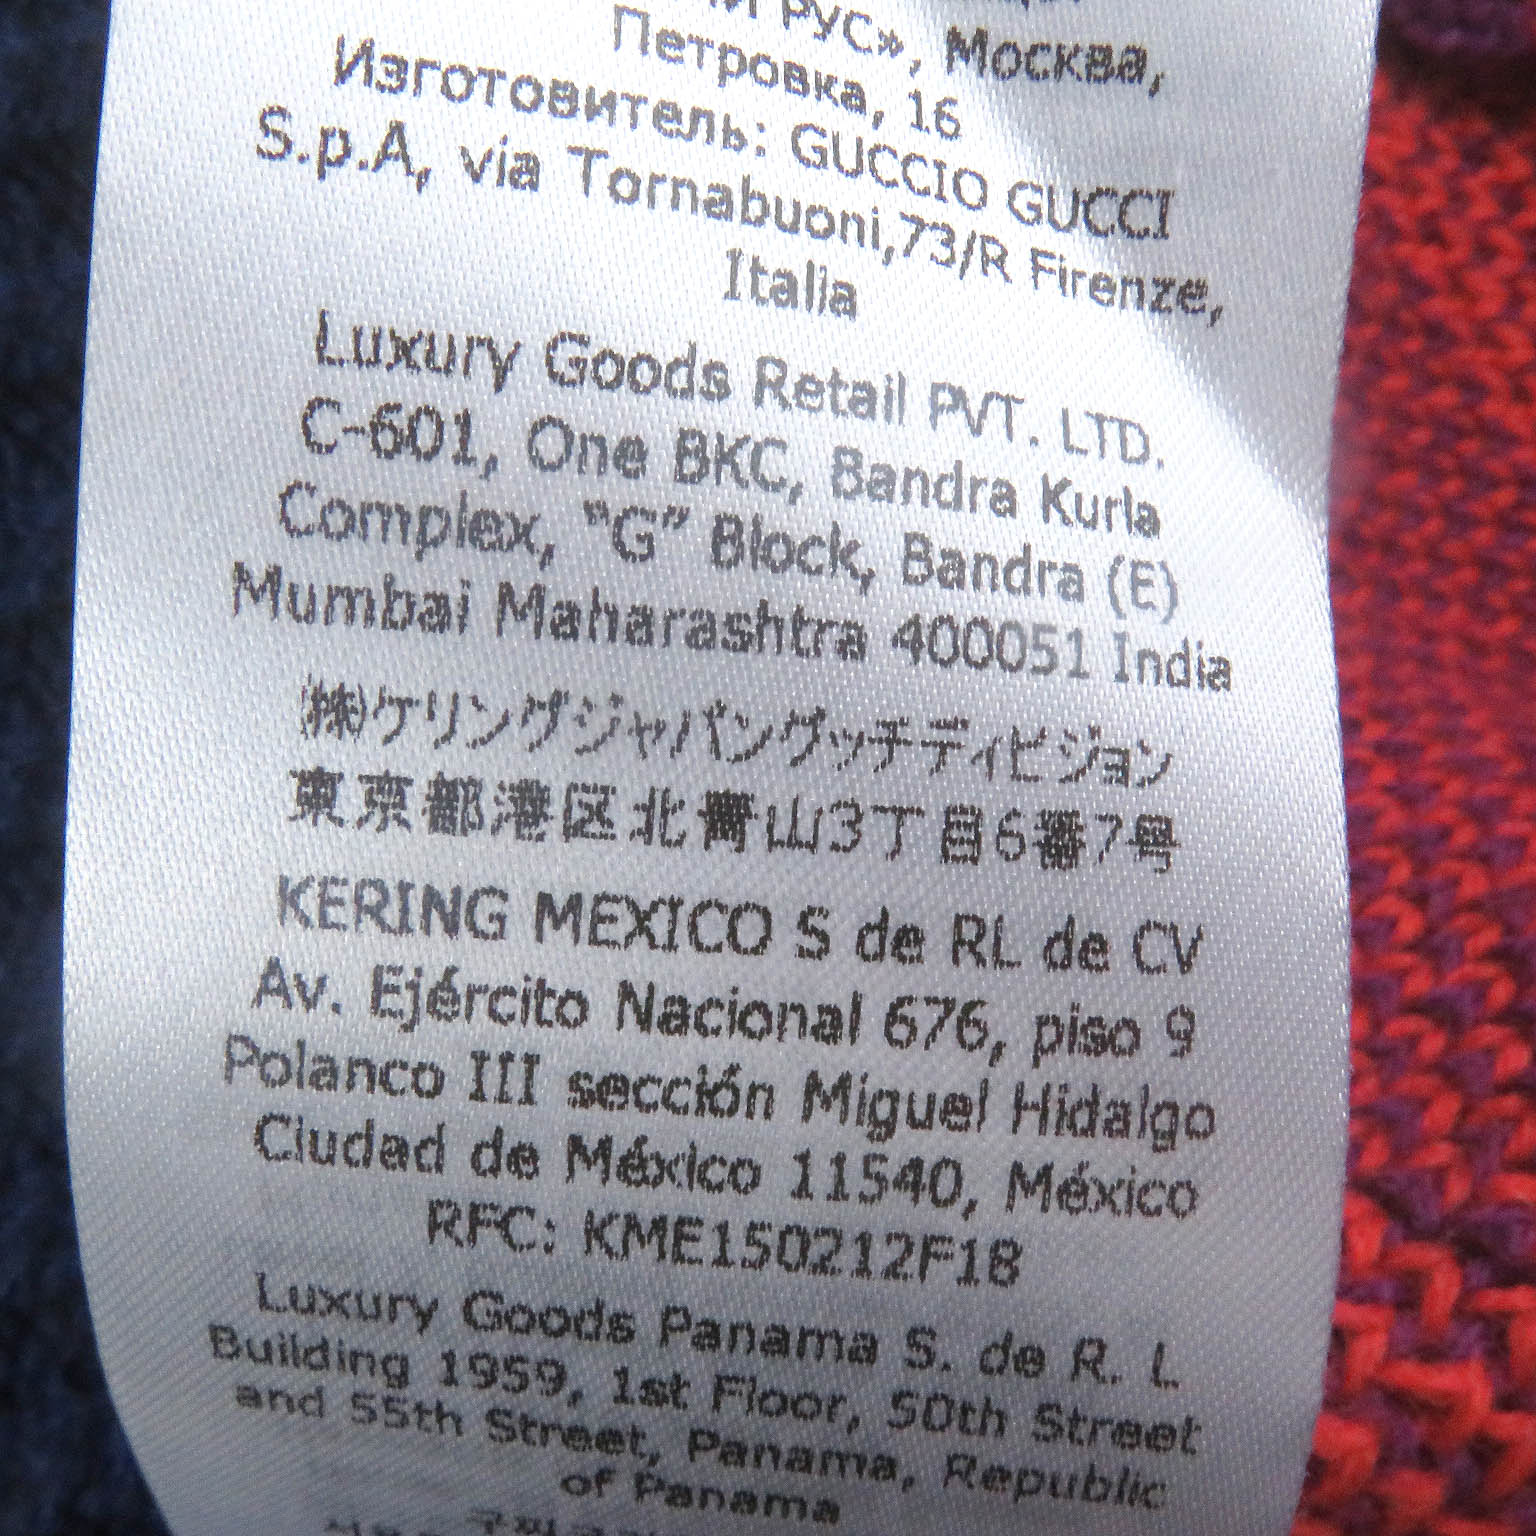 РУС», Москва,
Петровка, 16
Изготовитель: GUCCIO GUCCI
S.p.A, via Tornabuoni,73/R Firenze,
Italia
Luxury Goods Retail PVT. LTD.
C-601, One BKC, Bandra Kurla
Complex, "G" Block, Bandra (E)
Mumbai Maharashtra 400051 India
㈱ケリングジャパングッチディビジョン
東京都港区北青山3丁目6番7号
KERING MEXICO S de RL de CV
Av. Ejército Nacional 676, piso 9
Polanco III sección Miguel Hidalgo
Ciudad de México 11540, México
RFC: KME150212F18
Luxury Goods Panama S. de R. L
Building 1959, 1st Floor, 50th Street
and 55th Street, Panama, Republic
of Panama